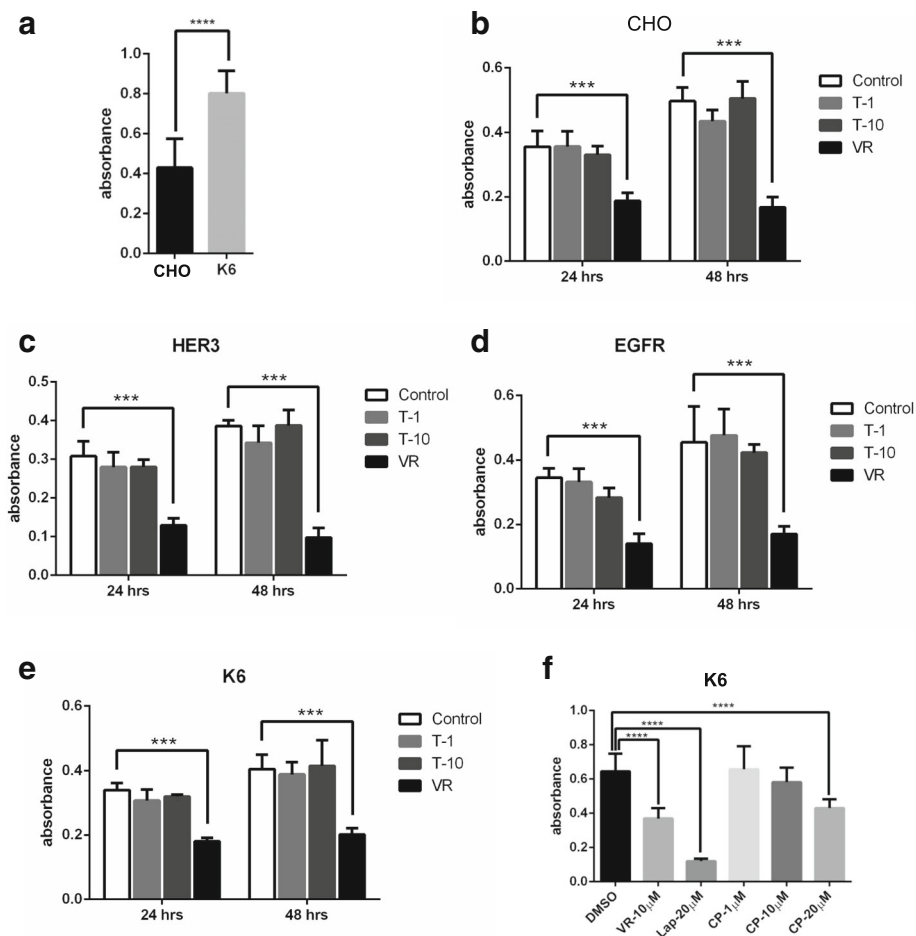 a
****
1.0
0.8
0.6
0.4
0.2
0.0
absorbance
CHO
K6
b
CHO
***
***
0.6
0.4
0.2
0.0
absorbance
24 hrs
48 hrs
Control
T-1
T-10
VR
c
HER3
***
***
0.5
0.4
0.3
0.2
0.1
0.0
absorbance
24 hrs
48 hrs
Control
T-1
T-10
VR
d
EGFR
***
***
0.6
0.4
0.2
0.0
absorbance
24 hrs
48 hrs
Control
T-1
T-10
VR
e
K6
***
***
0.6
0.4
0.2
0.0
absorbance
24 hrs
48 hrs
Control
T-1
T-10
VR
f
K6
****
****
****
1.0
0.8
0.6
0.4
0.2
0.0
absorbance
DMSO
VR-10µM
Lap-20µM
CP-1µM
CP-10µM
CP-20µM